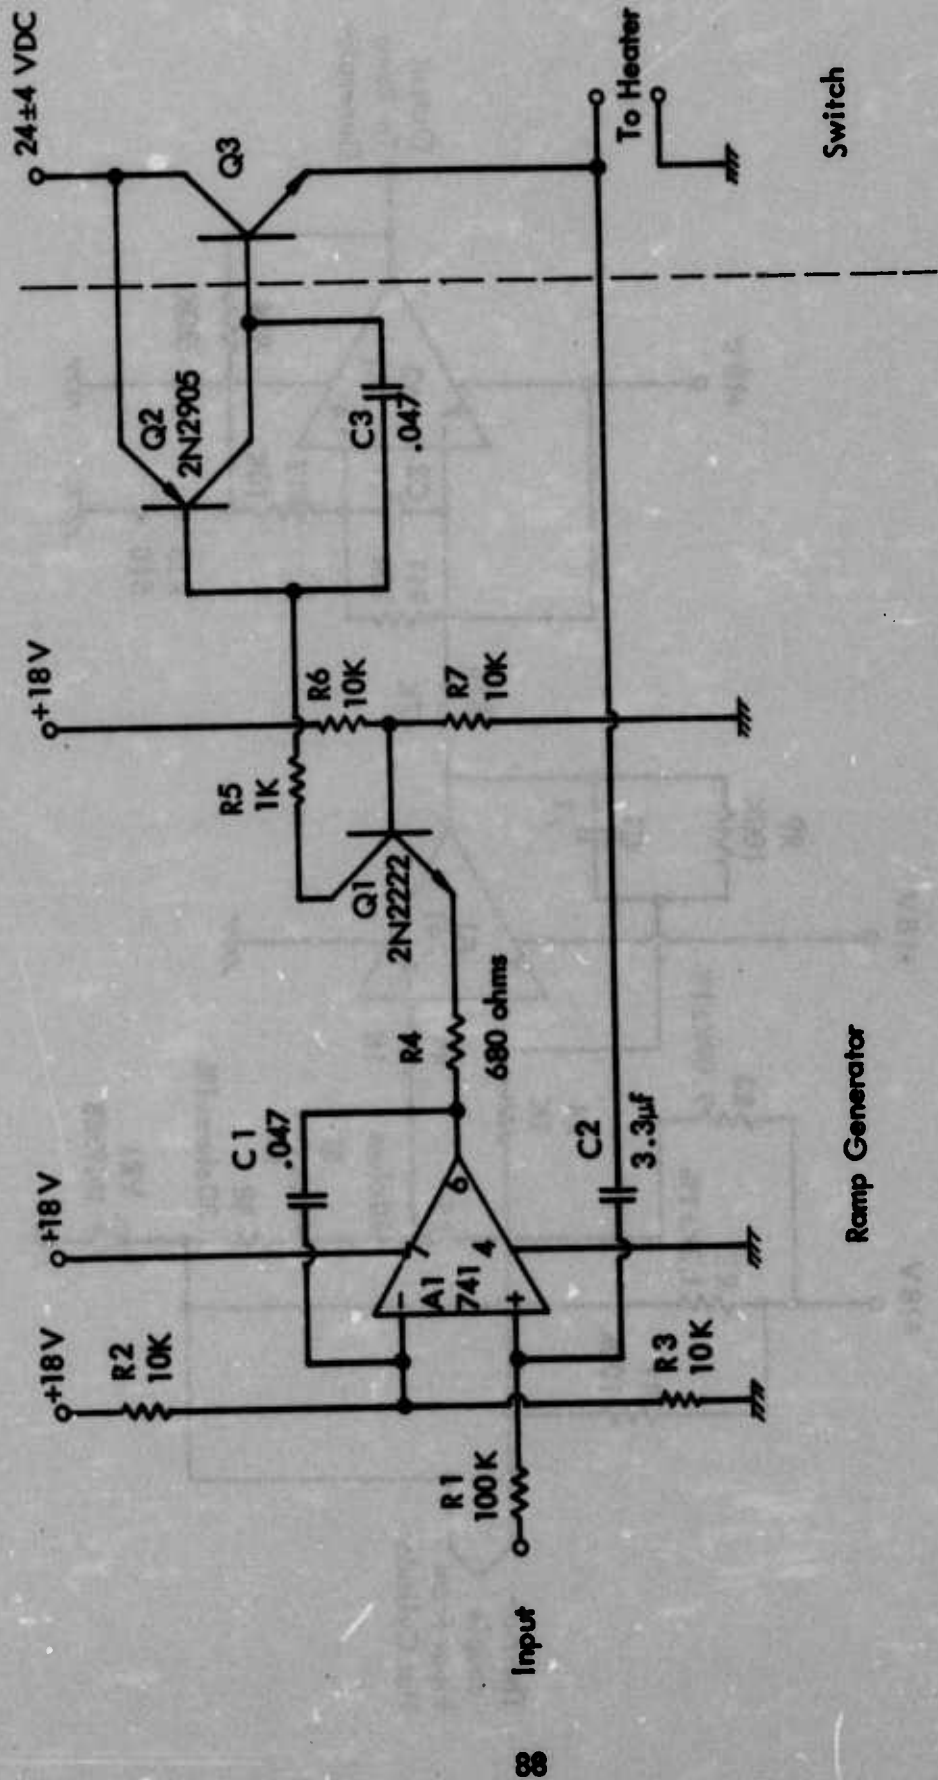 +18V
R2
10K
+18V
C1
.047
A1
741
-
+
7
4
6
Input
R1
100K
R3
10K
C2
3.3µf
R4
680 ohms
Q1
2N2222
R5
1K
+18V
R6
10K
R7
10K
Q2
2N2905
C3
.047
Q3
24±4 VDC
To Heater
Ramp Generator
Switch
88